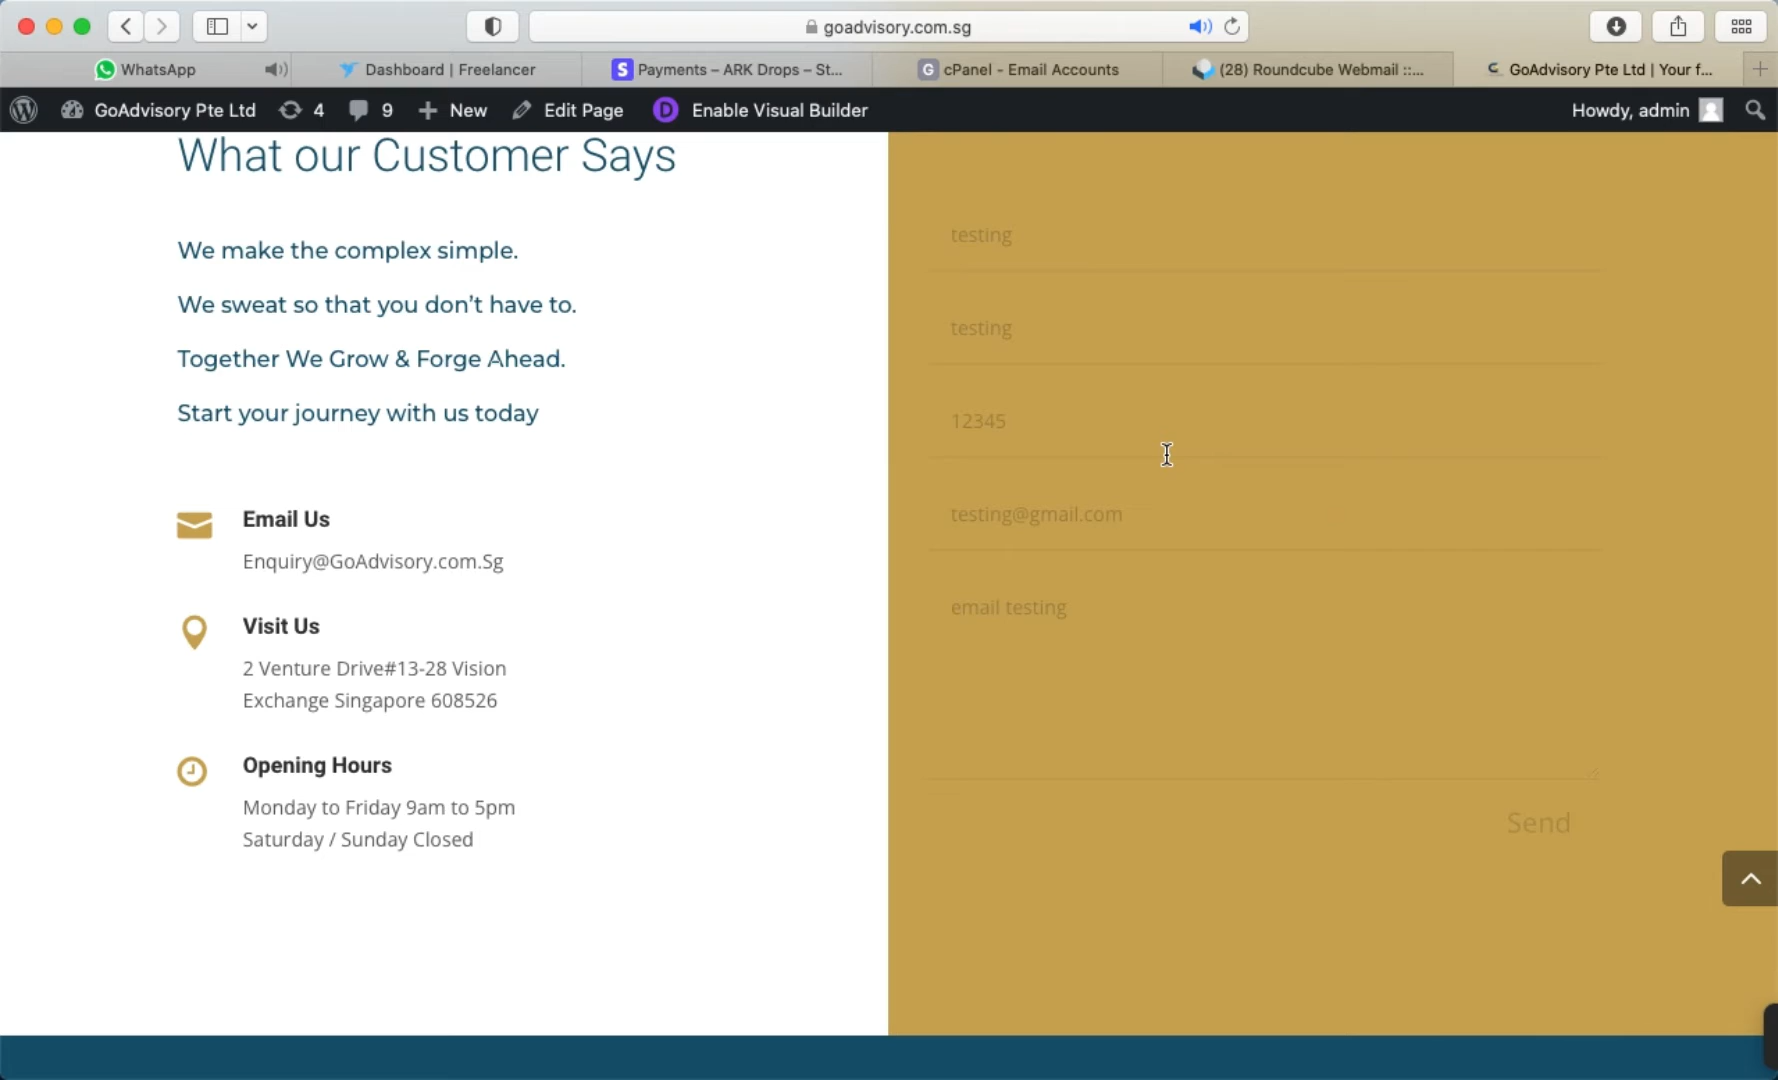 goadvisory.com.sg
WhatsApp
Dashboard | Freelancer
S Payments – ARK Drops – St...
G cPanel - Email Accounts
(28) Roundcube Webmail ::...
GoAdvisory Pte Ltd | Your f...
GoAdvisory Pte Ltd
4
9
New
Edit Page
D Enable Visual Builder
Howdy, admin
What our Customer Says
We make the complex simple.
We sweat so that you don’t have to.
Together We Grow & Forge Ahead.
Start your journey with us today
Email Us
Enquiry@GoAdvisory.com.Sg
Visit Us
2 Venture Drive#13-28 Vision
Exchange Singapore 608526
Opening Hours
Monday to Friday 9am to 5pm
Saturday / Sunday Closed
testing
testing
12345
testing@gmail.com
email testing
Send